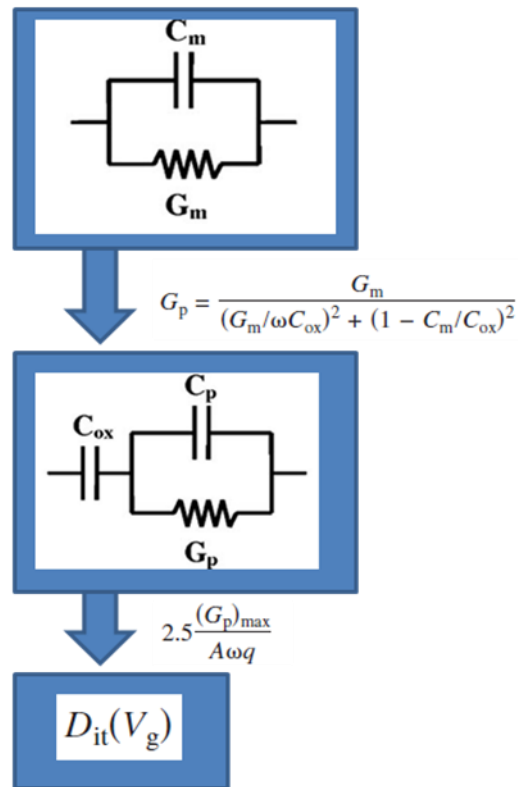 Cm
Gm
Gp = Gm / (Gm/ωCox)² + (1 − Cm/Cox)²
Cp
Cox
Gp
2.5 (Gp)max / Aωq
Dit(Vg)